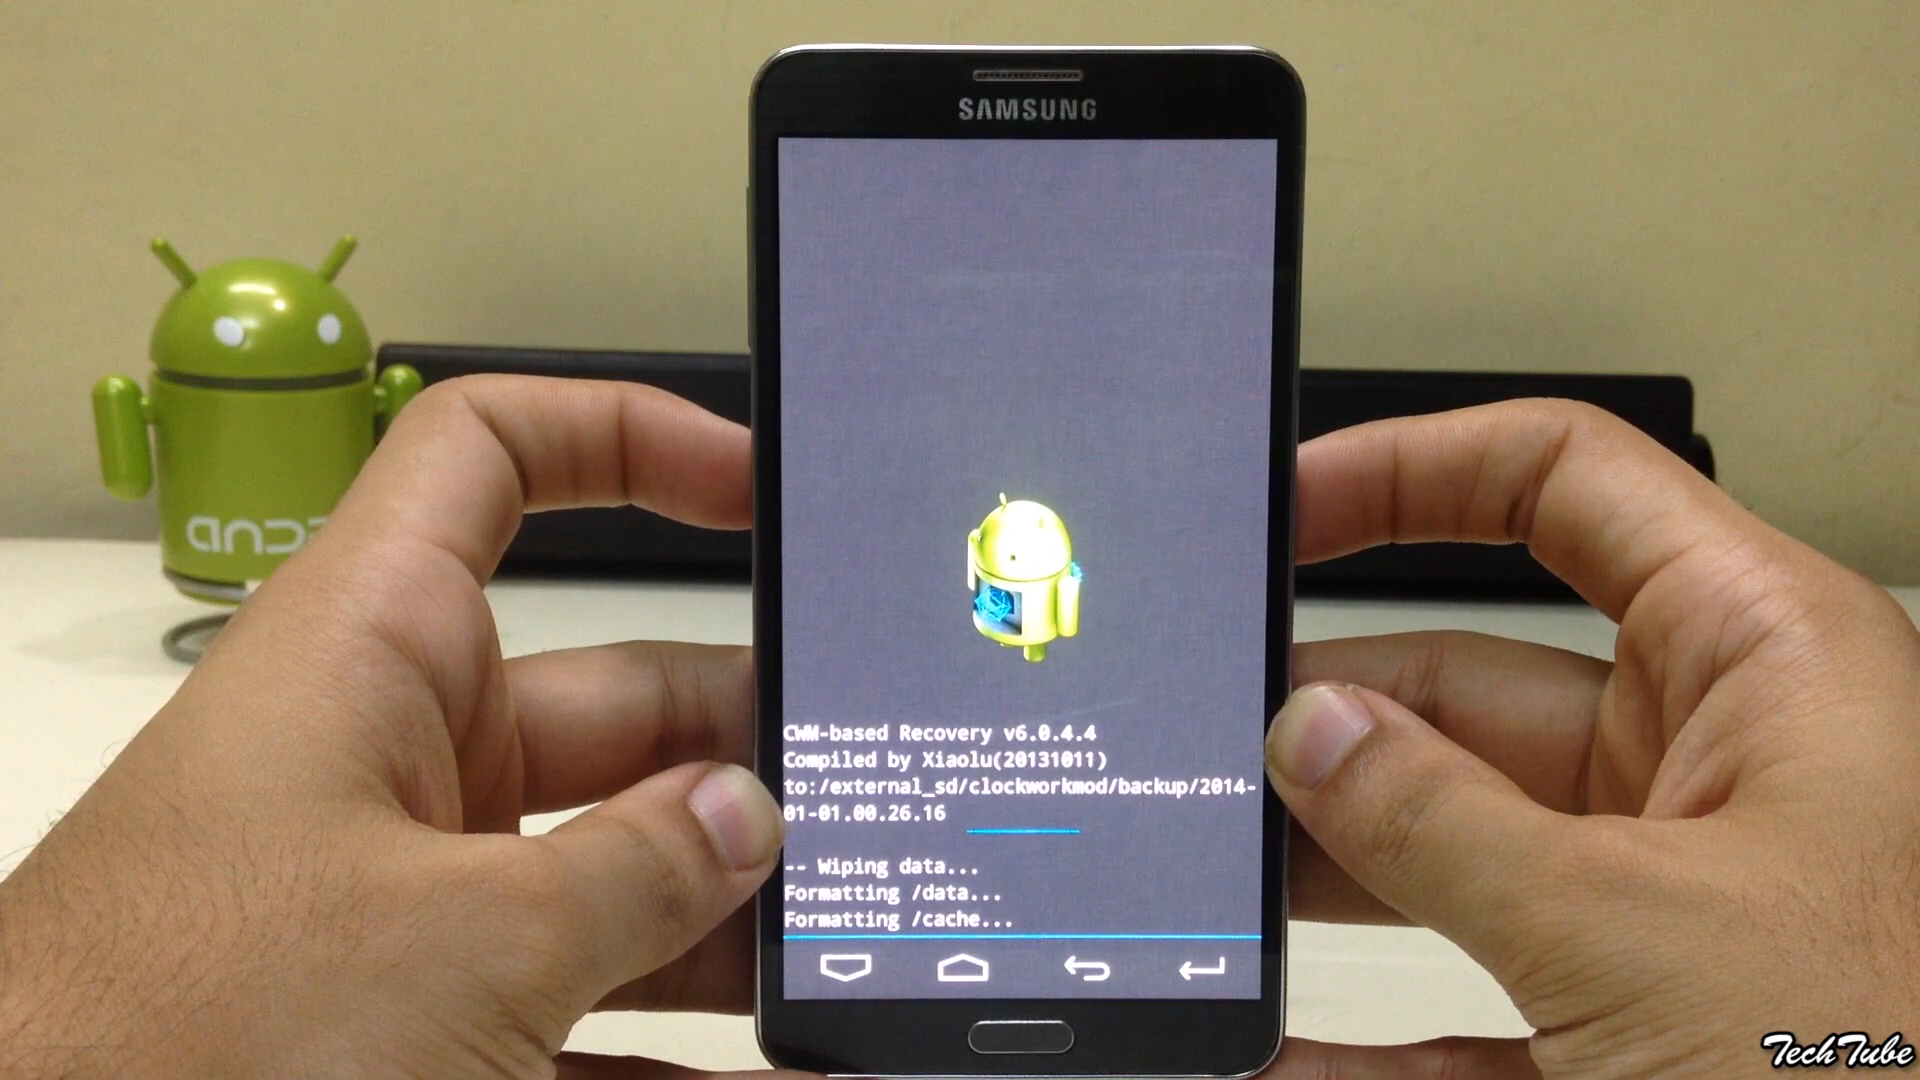 SAMSUNG
CWM-based Recovery v6.0.4.4
Compiled by Xiaolu(20131011)
to:/external_sd/clockworkmod/backup/2014-
01-01.00.26.16
-- Wiping data...
Formatting /data...
Formatting /cache...
TechTube